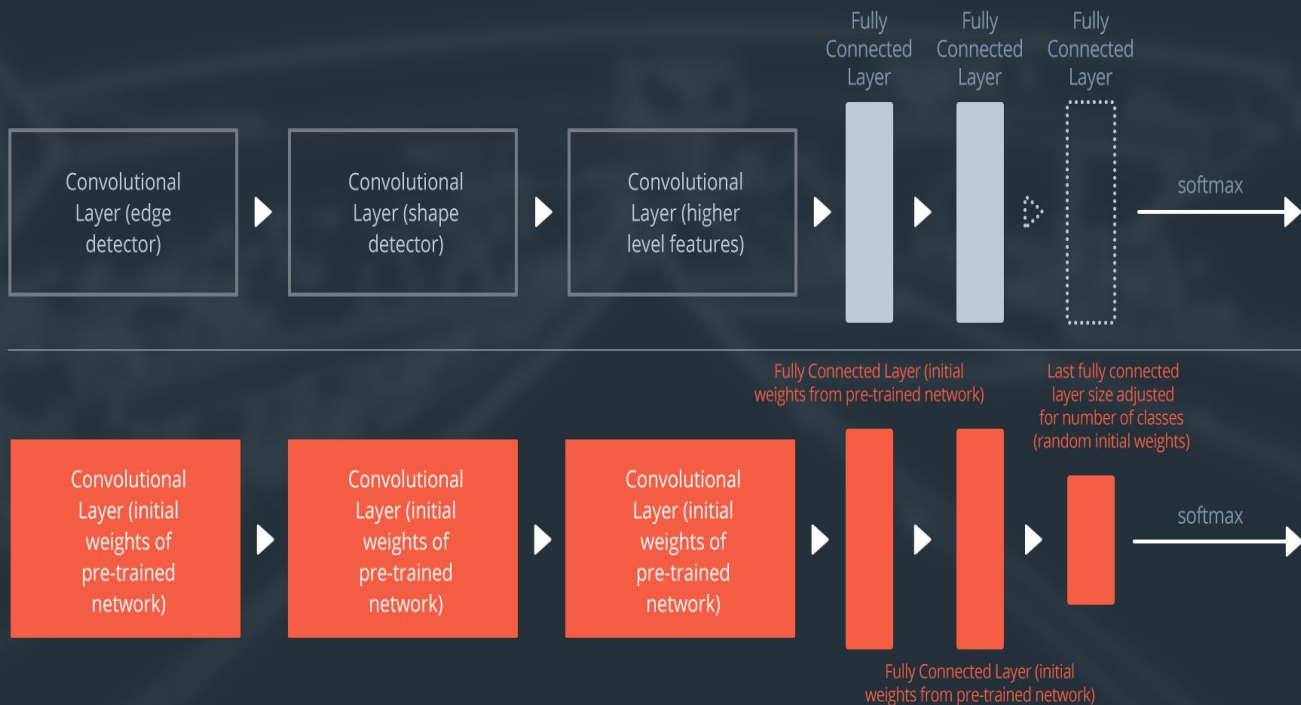 Fully
Connected
Layer
Fully
Connected
Layer
Fully
Connected
Layer
Convolutional
Layer (edge
detector)
Convolutional
Layer (shape
detector)
Convolutional
Layer (higher
level features)
softmax
Fully Connected Layer (initial
weights from pre-trained network)
Last fully connected
layer size adjusted
for number of classes
(random initial weights)
Convolutional
Layer (initial
weights of
pre-trained
network)
Convolutional
Layer (initial
weights of
pre-trained
network)
Convolutional
Layer (initial
weights of
pre-trained
network)
softmax
Fully Connected Layer (initial
weights from pre-trained network)